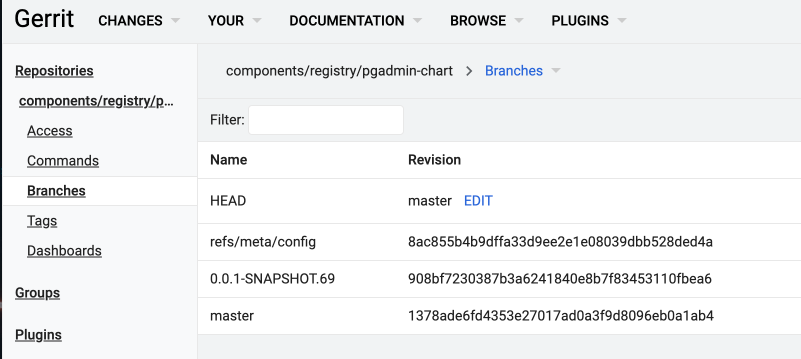 Gerrit CHANGES YOUR DOCUMENTATION BROWSE PLUGINS
Repositories
components/registry/p...
Access
Commands
Branches
Tags
Dashboards
Groups
Plugins
components/registry/pgadmin-chart > Branches
Filter:
Name Revision
HEAD master EDIT
refs/meta/config 8ac855b4b9dffa33d9ee2e1e08039dbb528ded4a
0.0.1-SNAPSHOT.69 908bf7230387b3a6241840e8b7f83453110fbea6
master 1378ade6fd4353e27017ad0a3f9d8096eb0a1ab4